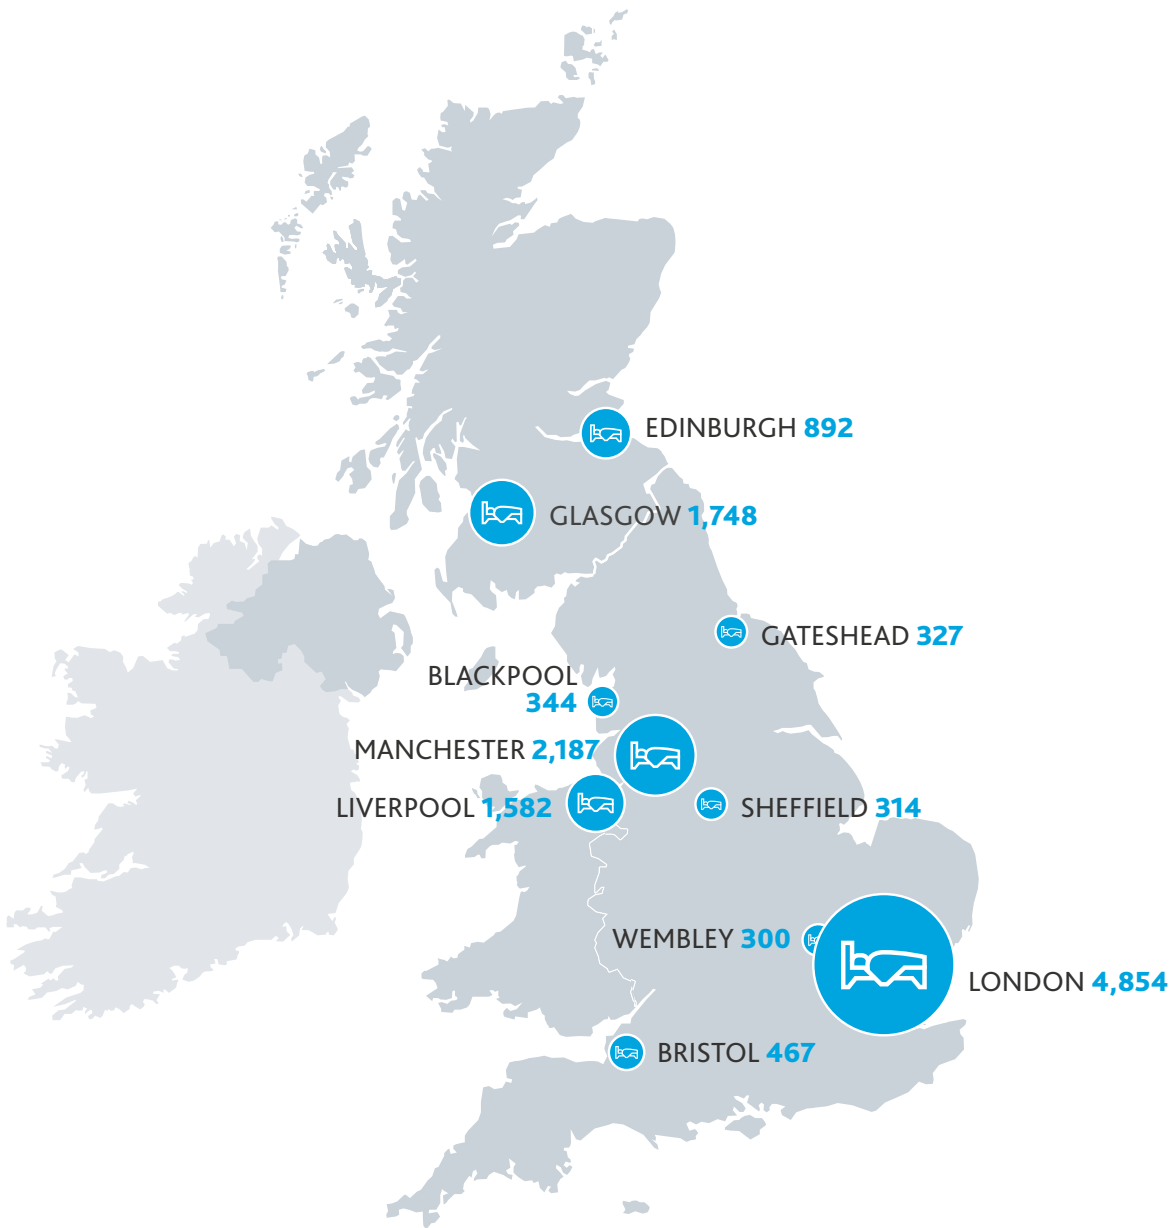 EDINBURGH 892
GLASGOW 1,748
GATESHEAD 327
BLACKPOOL
344
MANCHESTER 2,187
LIVERPOOL 1,582
SHEFFIELD 314
WEMBLEY 300
LONDON 4,854
BRISTOL 467